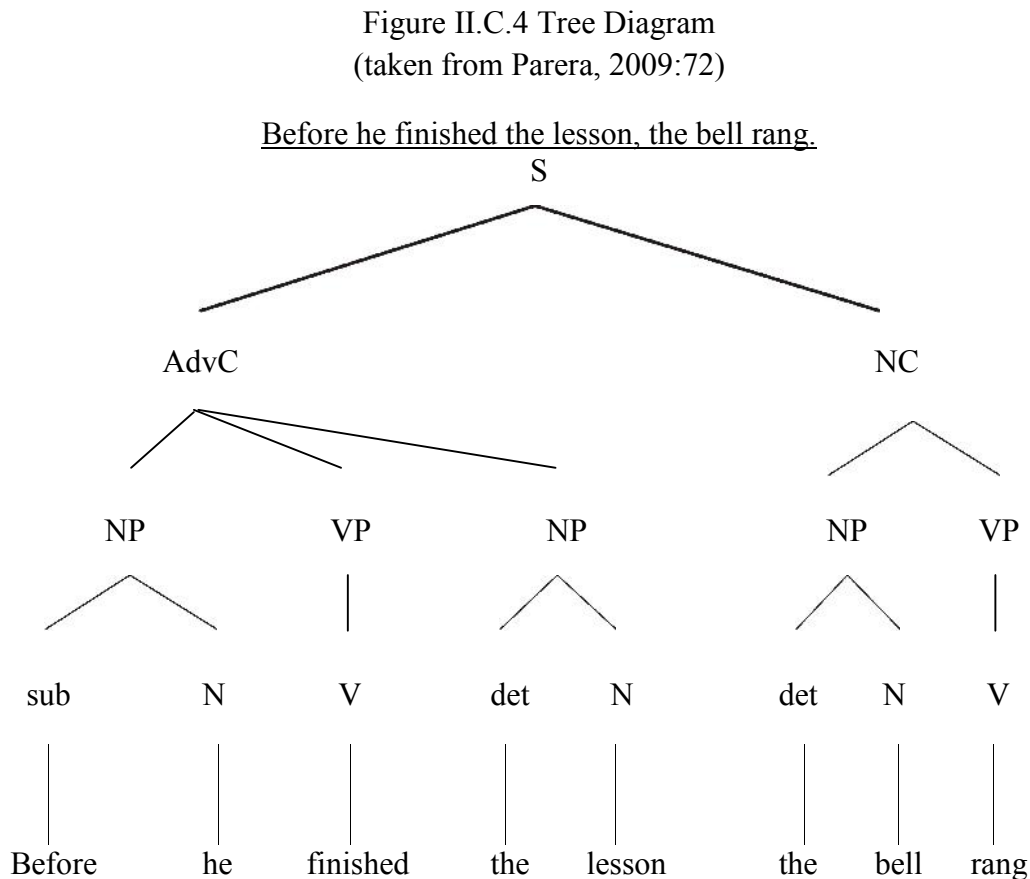 Figure II.C.4 Tree Diagram
(taken from Parera, 2009:72)
Before he finished the lesson, the bell rang.
S
AdvC NC
NP VP NP NP VP
sub N V det N det N V
Before he finished the lesson the bell rang